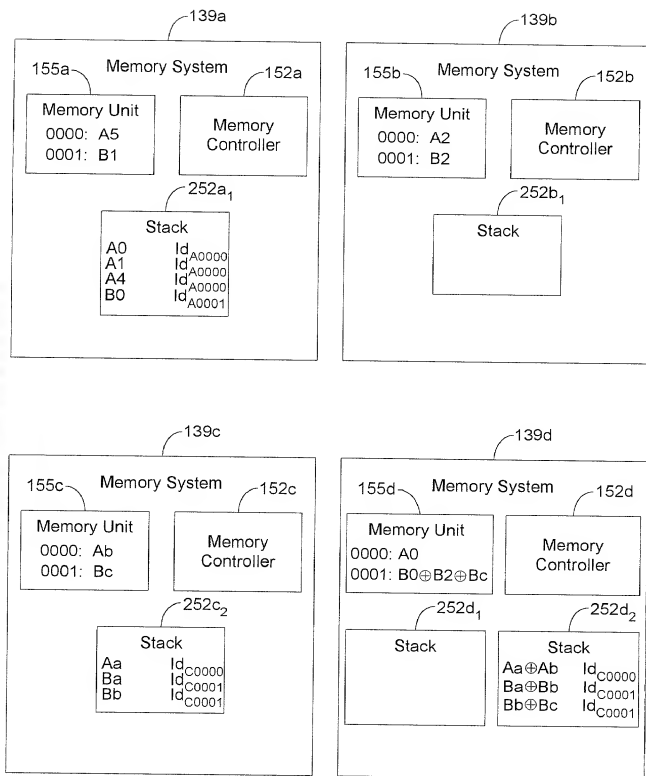 139a
Memory System
155a
152a
Memory Unit
0000: A5
0001: B1
Memory
Controller
252a1
Stack
A0 IdA0000
A1 IdA0000
A4 IdA0000
B0 IdA0001
139b
Memory System
155b
152b
Memory Unit
0000: A2
0001: B2
Memory
Controller
252b1
Stack
139c
Memory System
155c
152c
Memory Unit
0000: Ab
0001: Bc
Memory
Controller
252c2
Stack
Aa IdC0000
Ba IdC0001
Bb IdC0001
139d
Memory System
155d
152d
Memory Unit
0000: A0
0001: B0⊕B2⊕Bc
Memory
Controller
252d1
Stack
252d2
Stack
Aa⊕Ab IdC0000
Ba⊕Bb IdC0001
Bb⊕Bc IdC0001